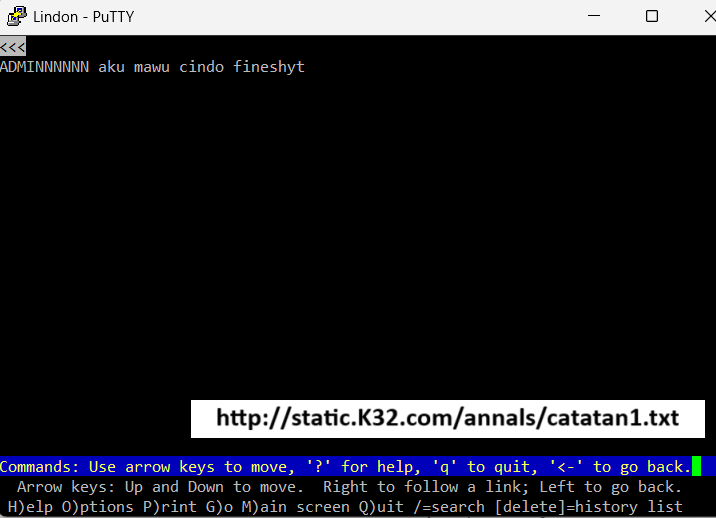 Lindon - PuTTY
<<<
ADMINNNNNN aku mawu cindo fineshyt
http://static.K32.com/annals/catatan1.txt
Commands: Use arrow keys to move, '?' for help, 'q' to quit, '<-' to go back.
Arrow keys: Up and Down to move.  Right to follow a link; Left to go back.
H)elp O)ptions P)rint G)o M)ain screen Q)uit /=search [delete]=history list